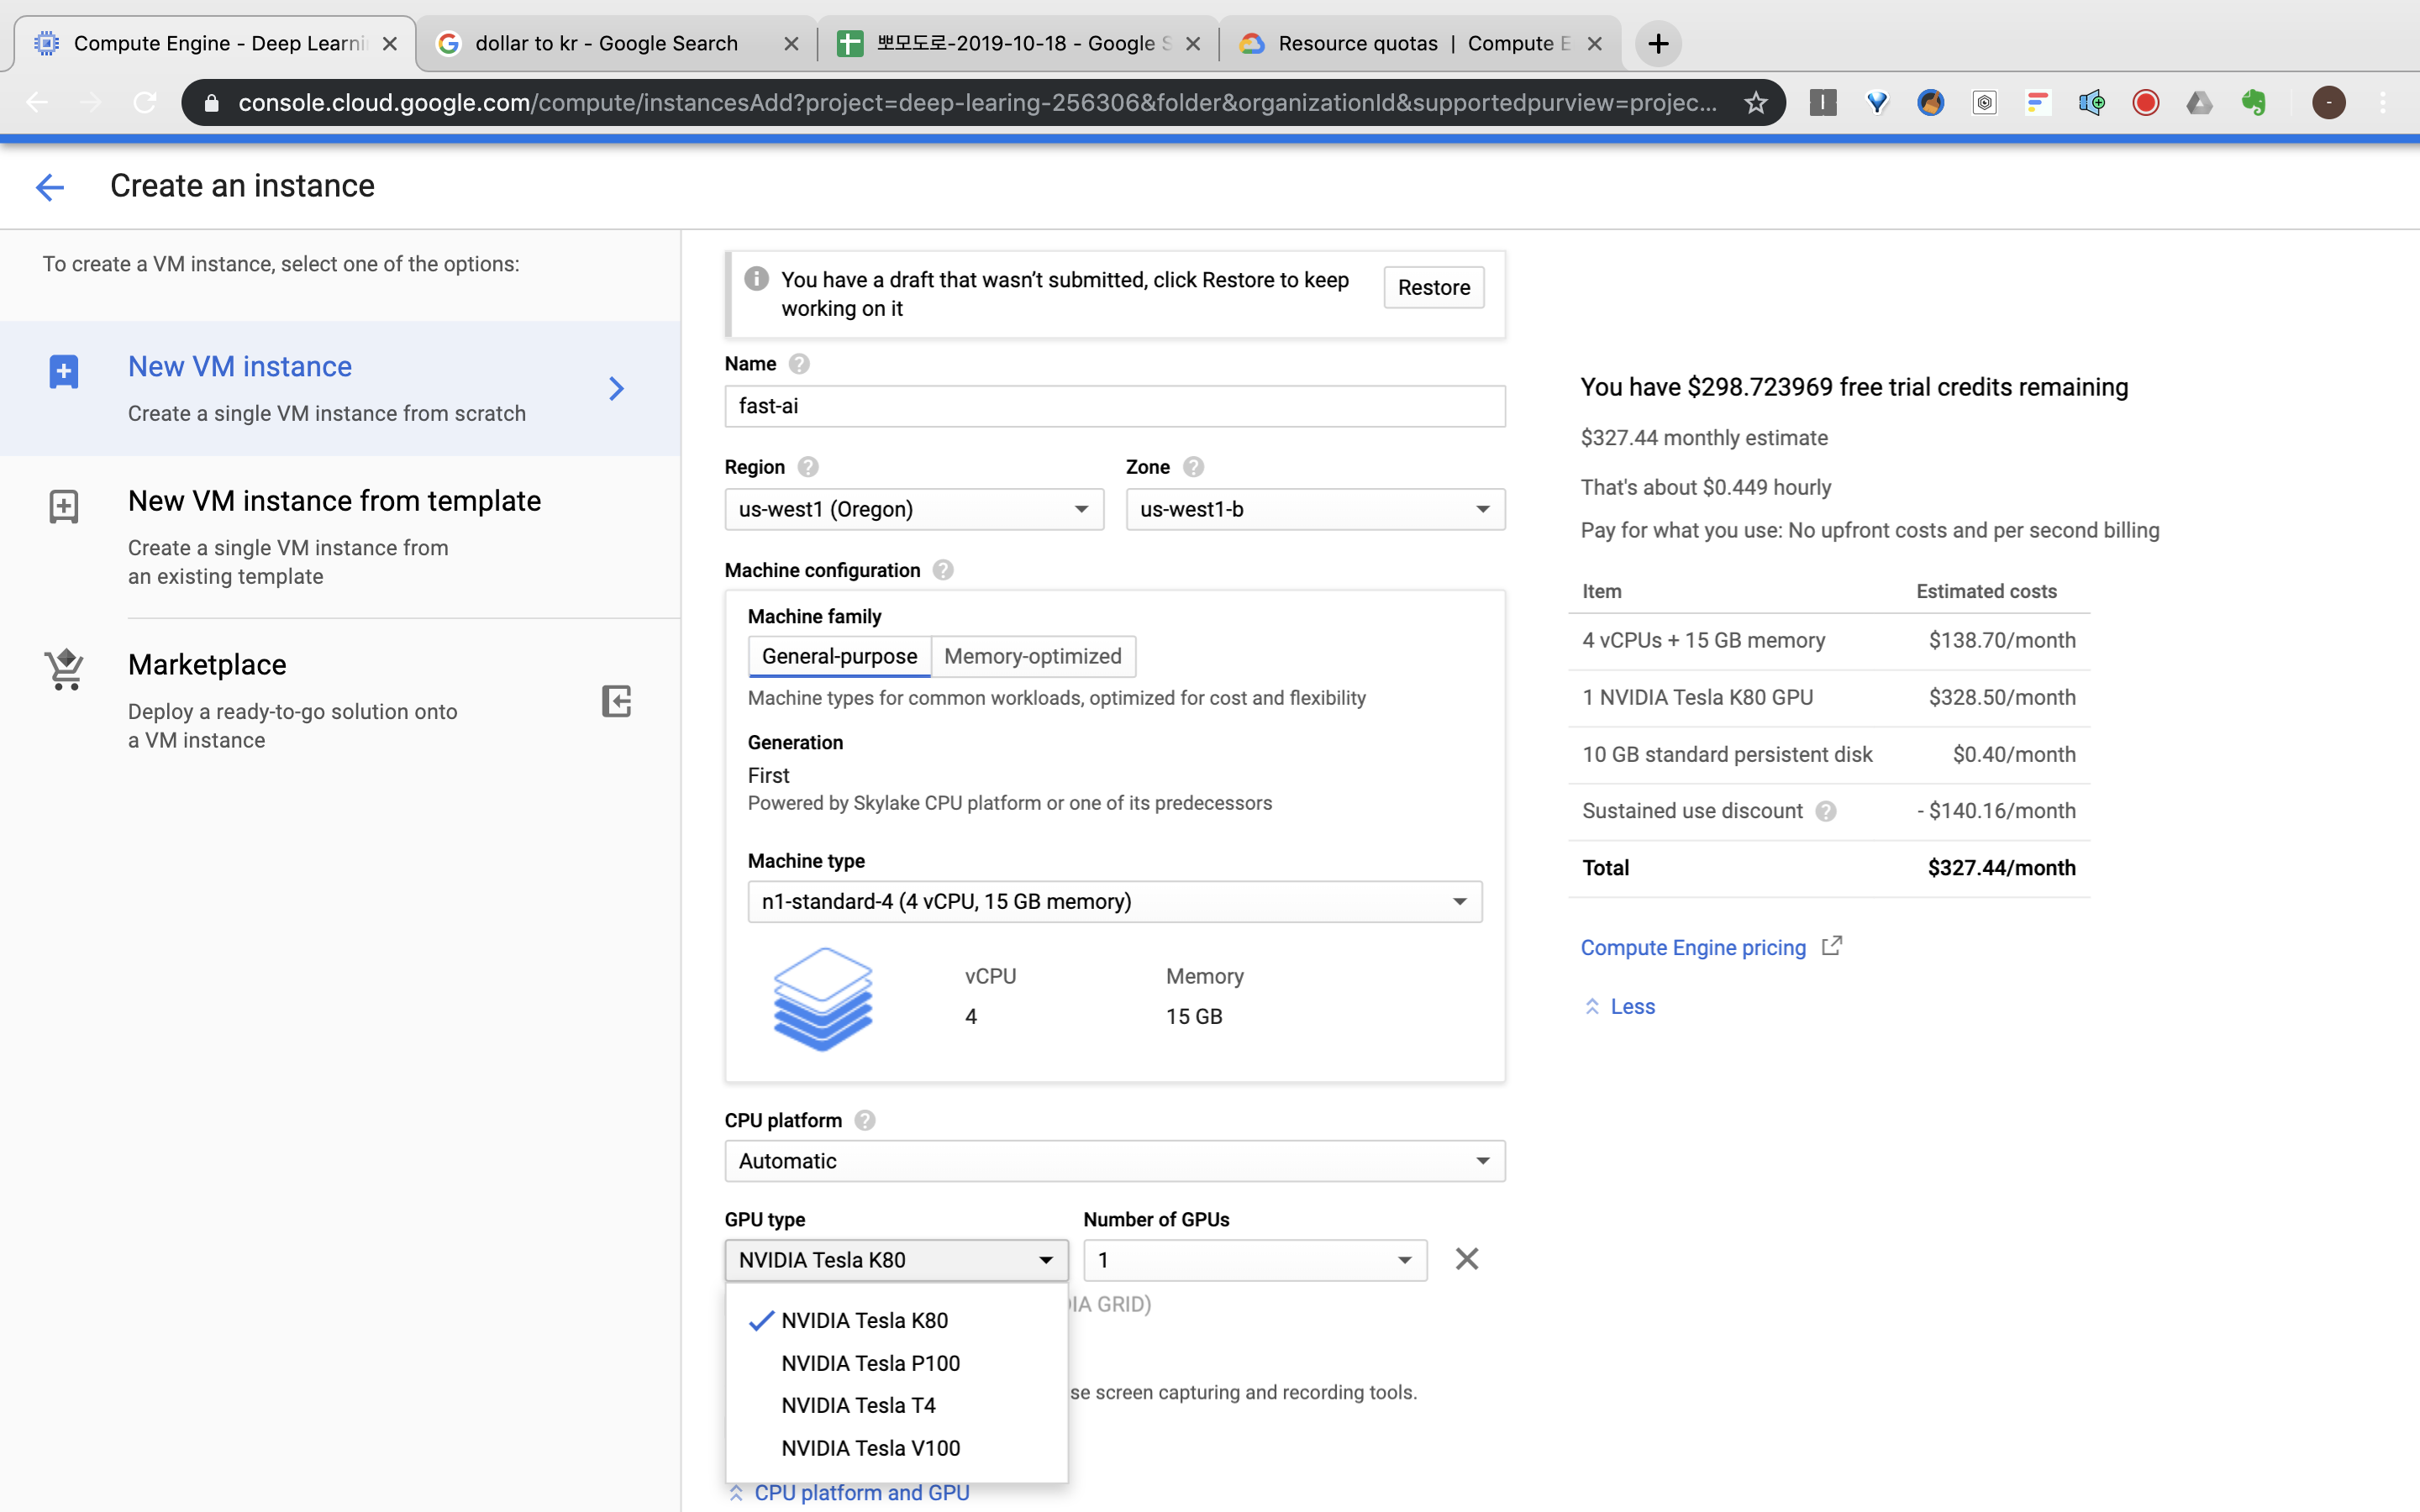 Compute Engine - Deep Learni
dollar to kr - Google Search
뽀모도로-2019-10-18 - Google S
Resource quotas | Compute E
console.cloud.google.com/compute/instancesAdd?project=deep-learing-256306&folder&organizationId&supportedpurview=projec...
Create an instance
To create a VM instance, select one of the options:
New VM instance
Create a single VM instance from scratch
New VM instance from template
Create a single VM instance from
an existing template
Marketplace
Deploy a ready-to-go solution onto
a VM instance
You have a draft that wasn’t submitted, click Restore to keep
working on it
Restore
Name
fast-ai
Region
Zone
us-west1 (Oregon)
us-west1-b
Machine configuration
Machine family
General-purpose
Memory-optimized
Machine types for common workloads, optimized for cost and flexibility
Generation
First
Powered by Skylake CPU platform or one of its predecessors
Machine type
n1-standard-4 (4 vCPU, 15 GB memory)
vCPU
Memory
4
15 GB
CPU platform
Automatic
GPU type
Number of GPUs
NVIDIA Tesla K80
1
IA GRID)
NVIDIA Tesla K80
NVIDIA Tesla P100
NVIDIA Tesla T4
NVIDIA Tesla V100
se screen capturing and recording tools.
CPU platform and GPU
You have $298.723969 free trial credits remaining
$327.44 monthly estimate
That's about $0.449 hourly
Pay for what you use: No upfront costs and per second billing
Item Estimated costs
4 vCPUs + 15 GB memory $138.70/month
1 NVIDIA Tesla K80 GPU $328.50/month
10 GB standard persistent disk $0.40/month
Sustained use discount - $140.16/month
Total $327.44/month
Compute Engine pricing
Less